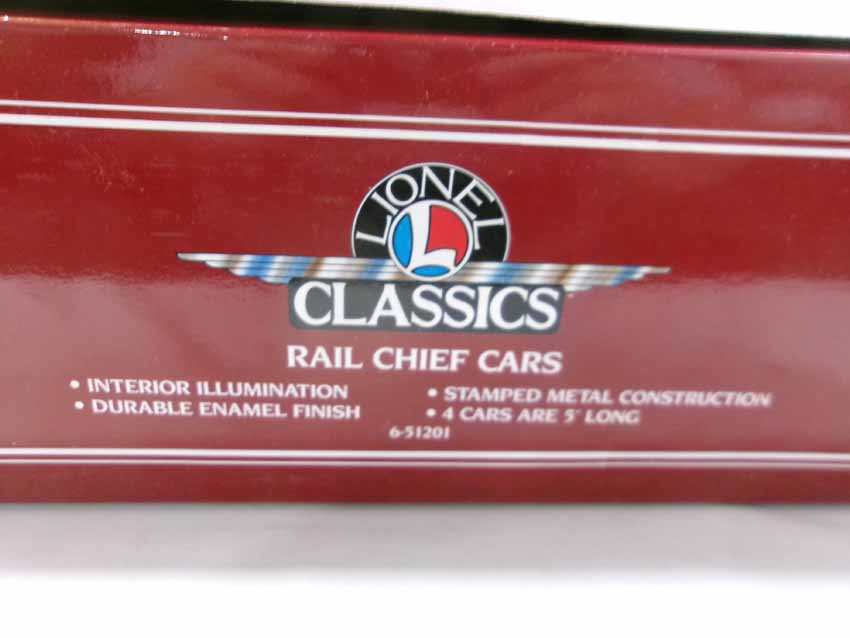 LIONEL
L
CLASSICS
RAIL CHIEF CARS
• INTERIOR ILLUMINATION
• DURABLE ENAMEL FINISH
• STAMPED METAL CONSTRUCTION
• 4 CARS ARE 5' LONG
6-51201